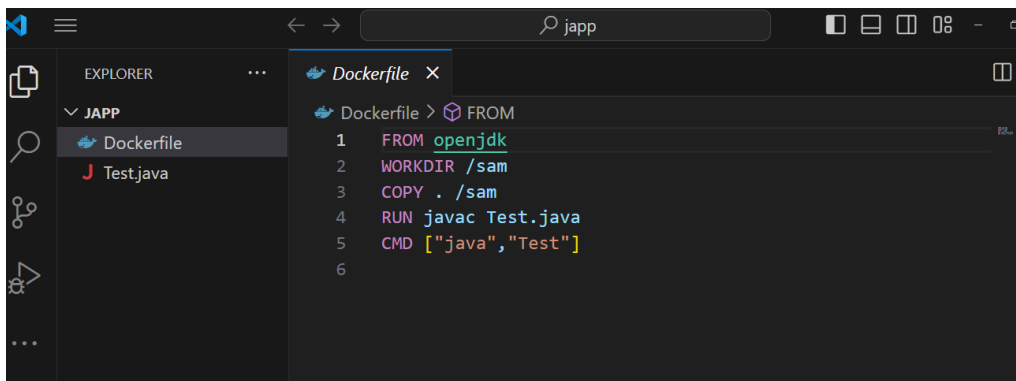 japp
EXPLORER
Dockerfile
JAPP
Dockerfile
Test.java
Dockerfile > FROM
1 FROM openjdk
2 WORKDIR /sam
3 COPY . /sam
4 RUN javac Test.java
5 CMD ["java","Test"]
6